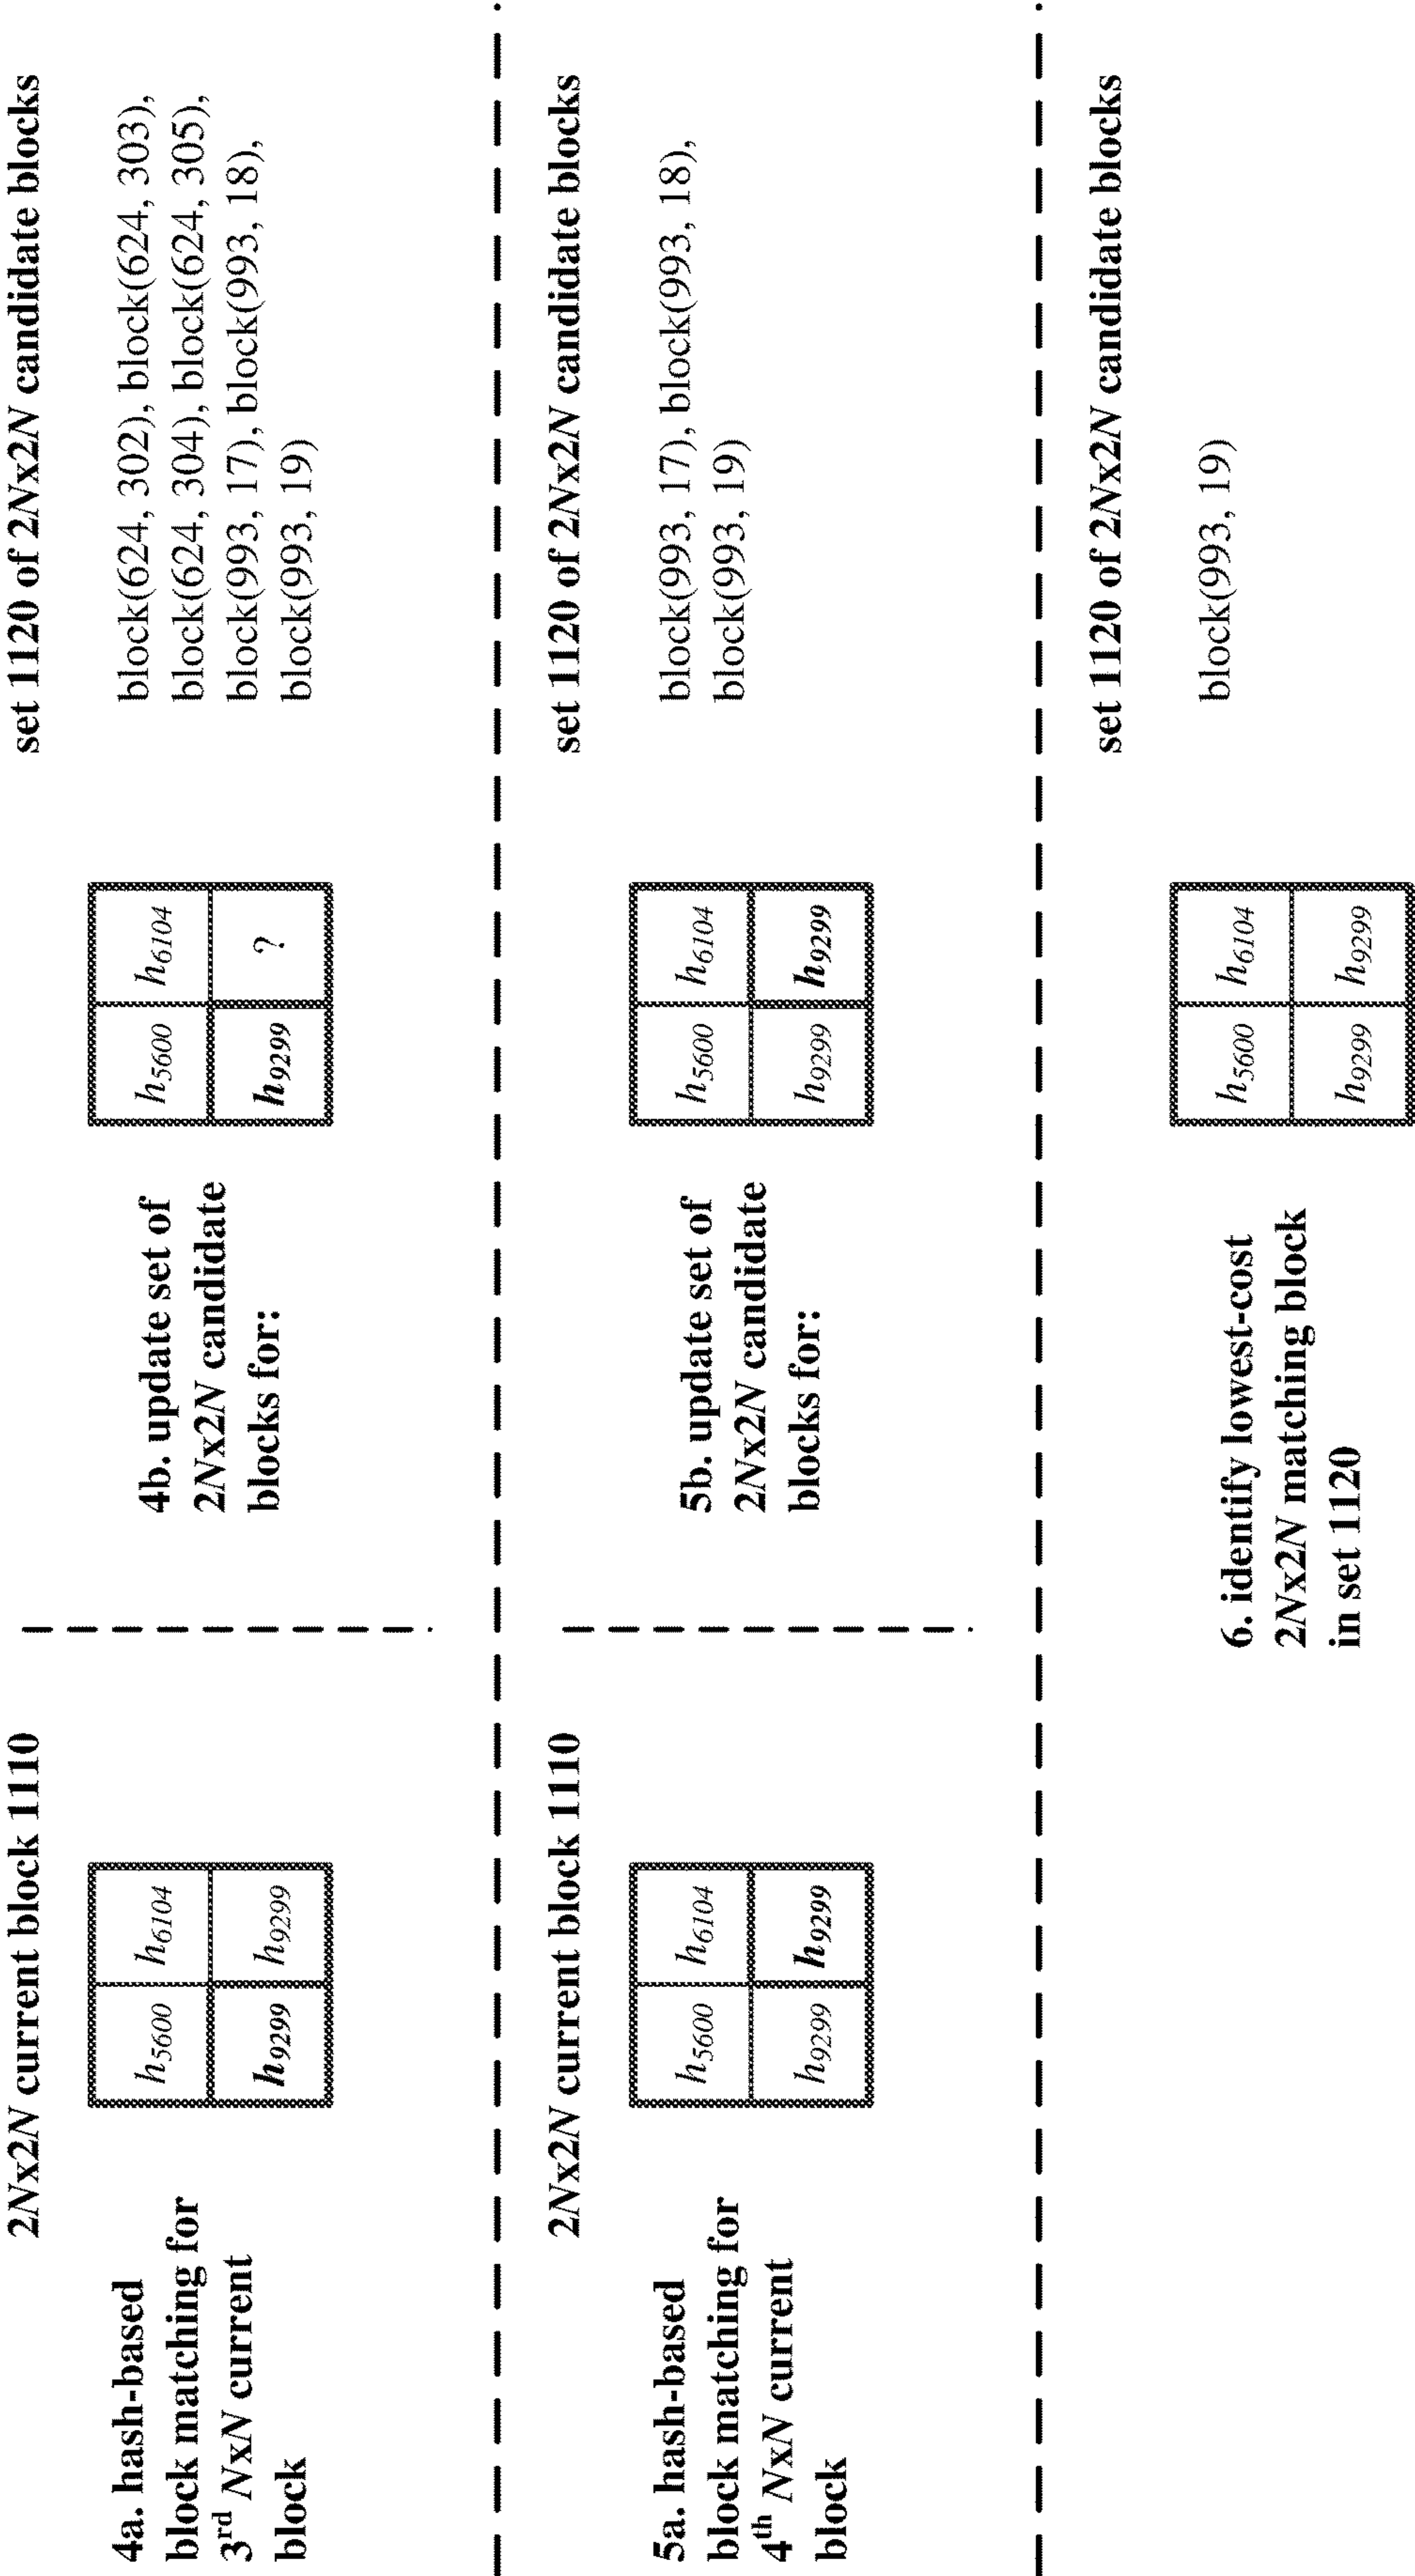 2Nx2N current block 1110
set 1120 of 2Nx2N candidate blocks
4a. hash-based
block matching for
3rd NxN current
block
h5600 h6104
h9299 h9299
4b. update set of
2Nx2N candidate
blocks for:
h5600 h6104
h9299 ?
block(624, 302), block(624, 303),
block(624, 304), block(624, 305),
block(993, 17), block(993, 18),
block(993, 19)
2Nx2N current block 1110
set 1120 of 2Nx2N candidate blocks
5a. hash-based
block matching for
4th NxN current
block
h5600 h6104
h9299 h9299
5b. update set of
2Nx2N candidate
blocks for:
h5600 h6104
h9299 h9299
block(993, 17), block(993, 18),
block(993, 19)
set 1120 of 2Nx2N candidate blocks
6. identify lowest-cost
2Nx2N matching block
in set 1120
h5600 h6104
h9299 h9299
block(993, 19)